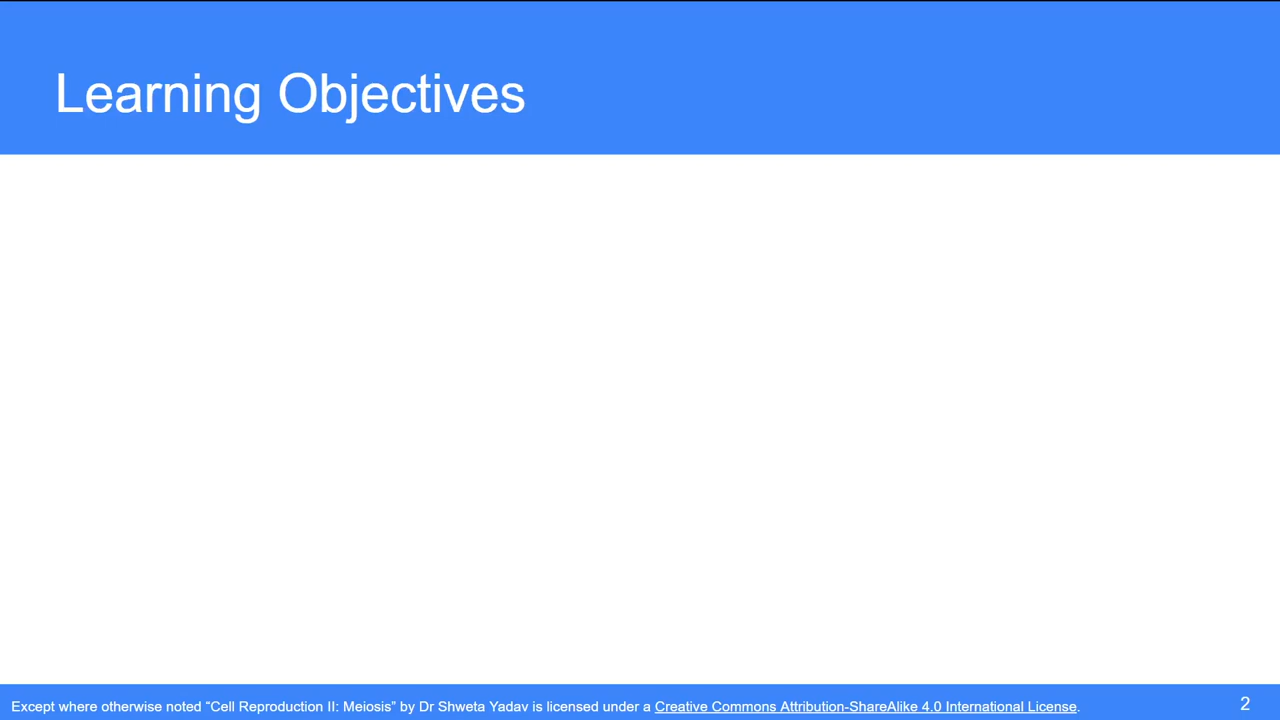 Learning Objectives
Except where otherwise noted “Cell Reproduction II: Meiosis” by Dr Shweta Yadav is licensed under a Creative Commons Attribution-ShareAlike 4.0 International License.
2